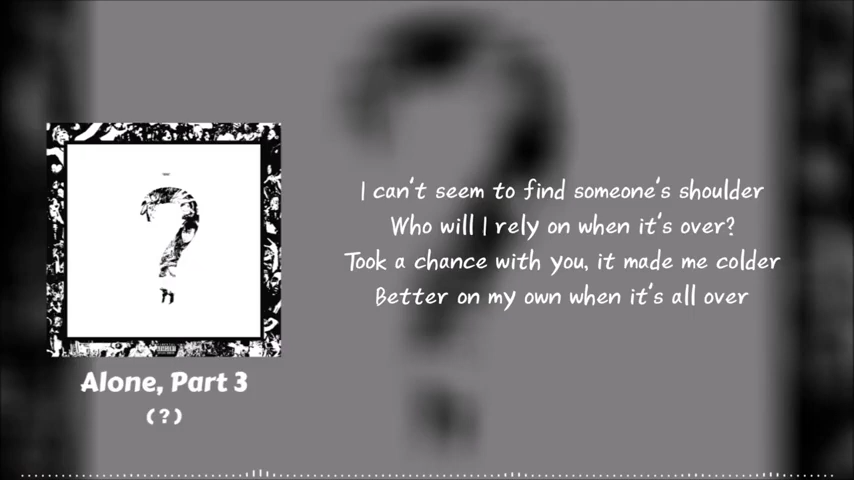 I can't seem to find someone's shoulder
Who will I rely on when it's over?
Took a chance with you, it made me colder
Better on my own when it's all over
Alone, Part 3
(?)